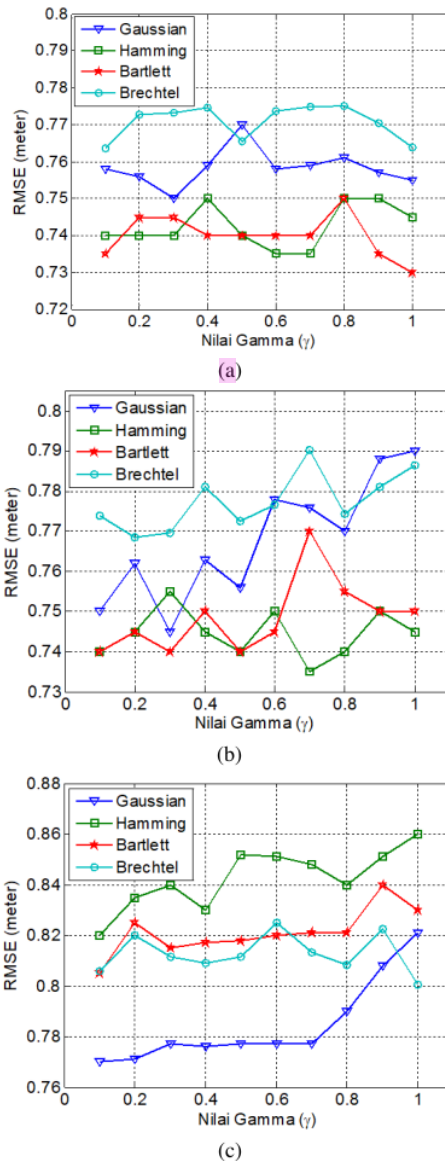 0.8
0.79
0.78
0.77
0.76
0.75
0.74
0.73
0.72
RMSE (meter)
Gaussian
Hamming
Bartlett
Brechtel
0 0.2 0.4 0.6 0.8 1
Nilai Gamma (γ)
(a)
0.8
0.79
0.78
0.77
0.76
0.75
0.74
0.73
RMSE (meter)
Gaussian
Hamming
Bartlett
Brechtel
0 0.2 0.4 0.6 0.8 1
Nilai Gamma (γ)
(b)
0.88
0.86
0.84
0.82
0.8
0.78
0.76
RMSE (meter)
Gaussian
Hamming
Bartlett
Brechtel
0 0.2 0.4 0.6 0.8 1
Nilai Gamma (γ)
(c)